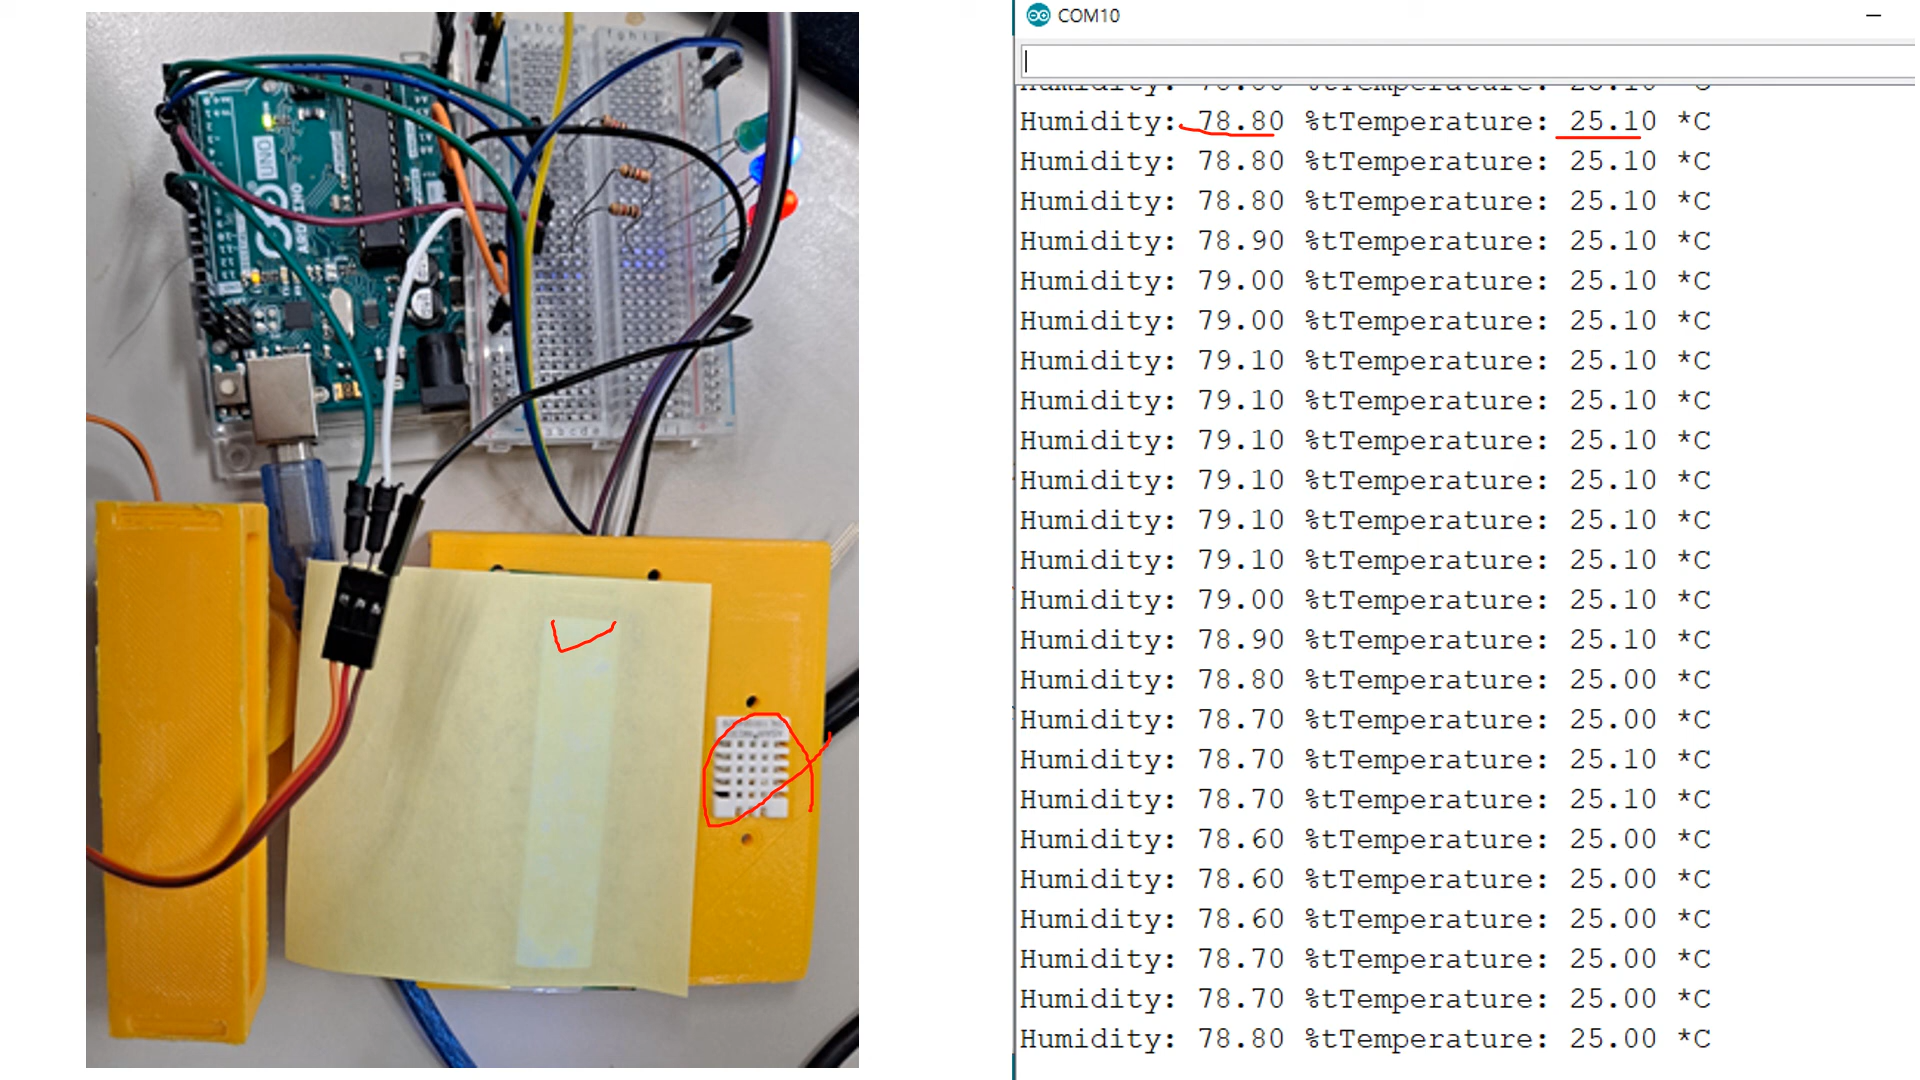 UNO
ARDUINO
COM10
Humidity: 78.80 %tTemperature: 25.10 *C
Humidity: 78.80 %tTemperature: 25.10 *C
Humidity: 78.80 %tTemperature: 25.10 *C
Humidity: 78.90 %tTemperature: 25.10 *C
Humidity: 79.00 %tTemperature: 25.10 *C
Humidity: 79.00 %tTemperature: 25.10 *C
Humidity: 79.10 %tTemperature: 25.10 *C
Humidity: 79.10 %tTemperature: 25.10 *C
Humidity: 79.10 %tTemperature: 25.10 *C
Humidity: 79.10 %tTemperature: 25.10 *C
Humidity: 79.10 %tTemperature: 25.10 *C
Humidity: 79.10 %tTemperature: 25.10 *C
Humidity: 79.00 %tTemperature: 25.10 *C
Humidity: 78.90 %tTemperature: 25.10 *C
Humidity: 78.80 %tTemperature: 25.00 *C
Humidity: 78.70 %tTemperature: 25.00 *C
Humidity: 78.70 %tTemperature: 25.10 *C
Humidity: 78.70 %tTemperature: 25.10 *C
Humidity: 78.60 %tTemperature: 25.00 *C
Humidity: 78.60 %tTemperature: 25.00 *C
Humidity: 78.60 %tTemperature: 25.00 *C
Humidity: 78.70 %tTemperature: 25.00 *C
Humidity: 78.70 %tTemperature: 25.00 *C
Humidity: 78.80 %tTemperature: 25.00 *C